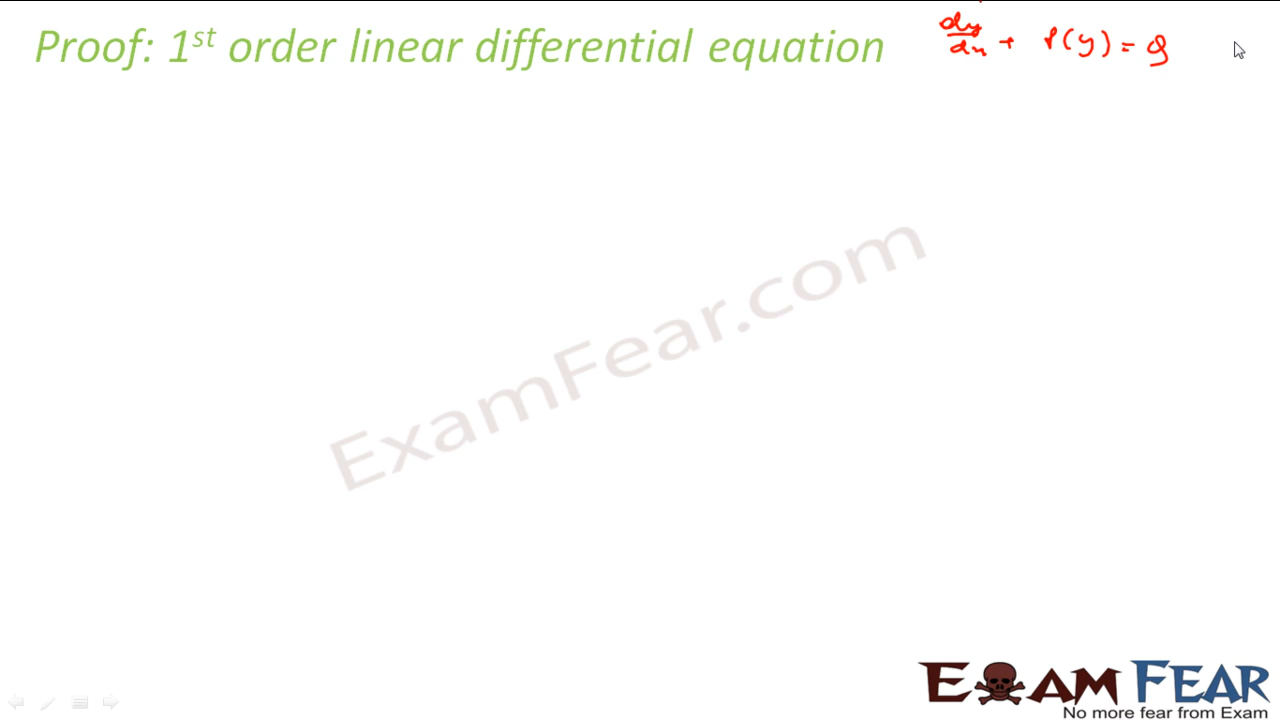 Proof: 1st order linear differential equation
dy/dx + P(y) = Q
ExamFear.com
EXAM FEAR
No more fear from Exam